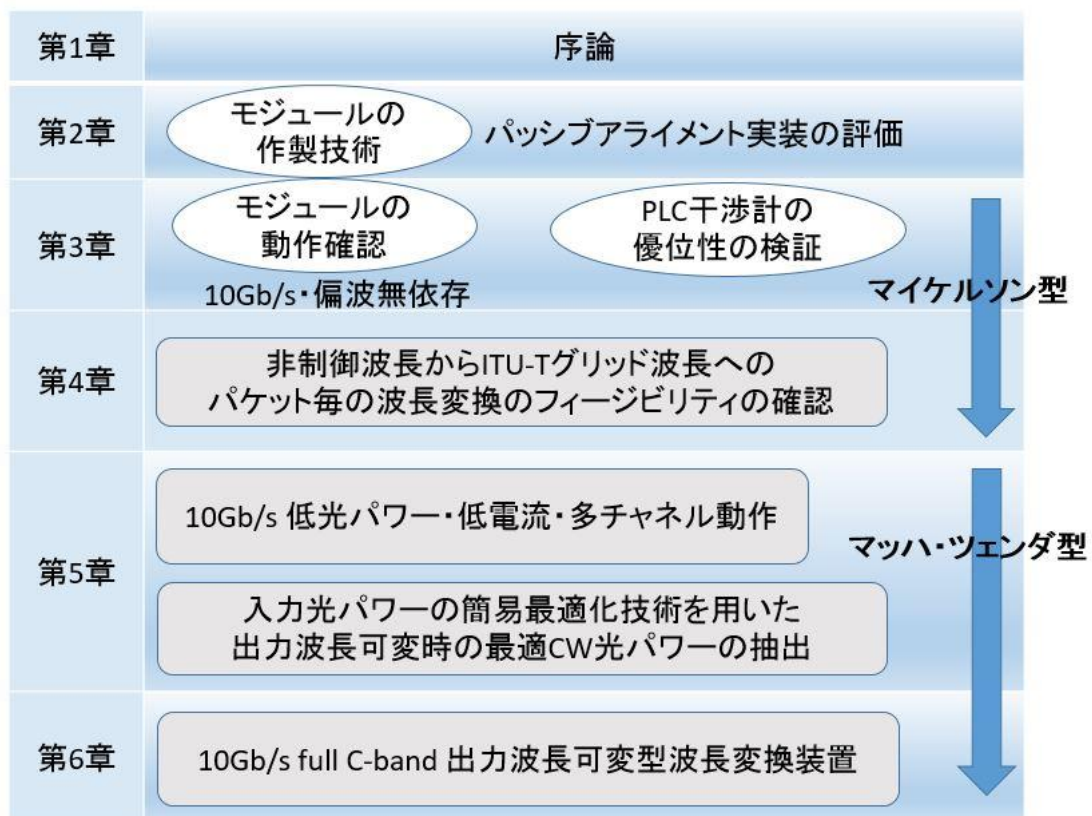 第1章
序論
第2章
モジュールの
作製技術
パッシブアライメント実装の評価
第3章
モジュールの
動作確認
PLC干渉計の
優位性の検証
10Gb/s・偏波無依存
マイケルソン型
第4章
非制御波長からITU-Tグリッド波長への
パケット毎の波長変換のフィージビリティの確認
第5章
10Gb/s 低光パワー・低電流・多チャネル動作
マッハ・ツェンダ型
入力光パワーの簡易最適化技術を用いた
出力波長可変時の最適CW光パワーの抽出
第6章
10Gb/s full C-band 出力波長可変型波長変換装置